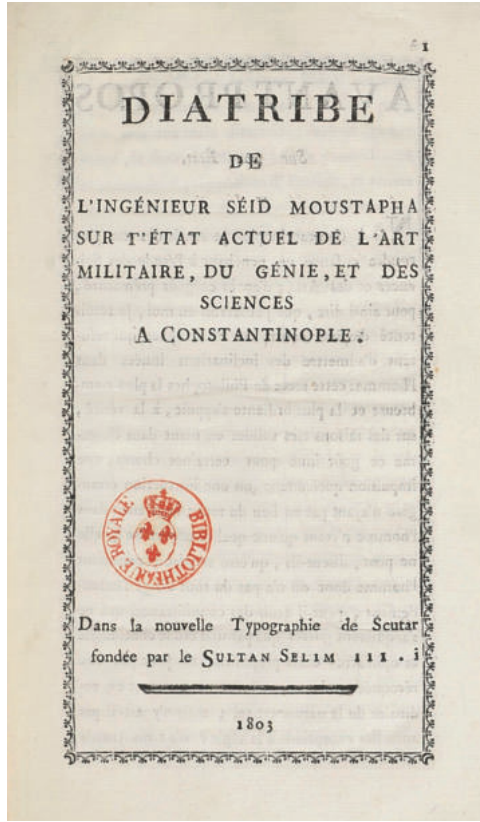 1
DIATRIBE
DE
L'INGÉNIEUR SÉID MOUSTAPHA
SUR T'ÉTAT ACTUEL DE L'ART
MILITAIRE, DU GÉNIE, ET DES
SCIENCES
A CONSTANTINOPLE.
BIBLIOTHEQUE ROYALE
Dans la nouvelle Typographie de Scutar
fondée par le SULTAN SELIM III . i
1803